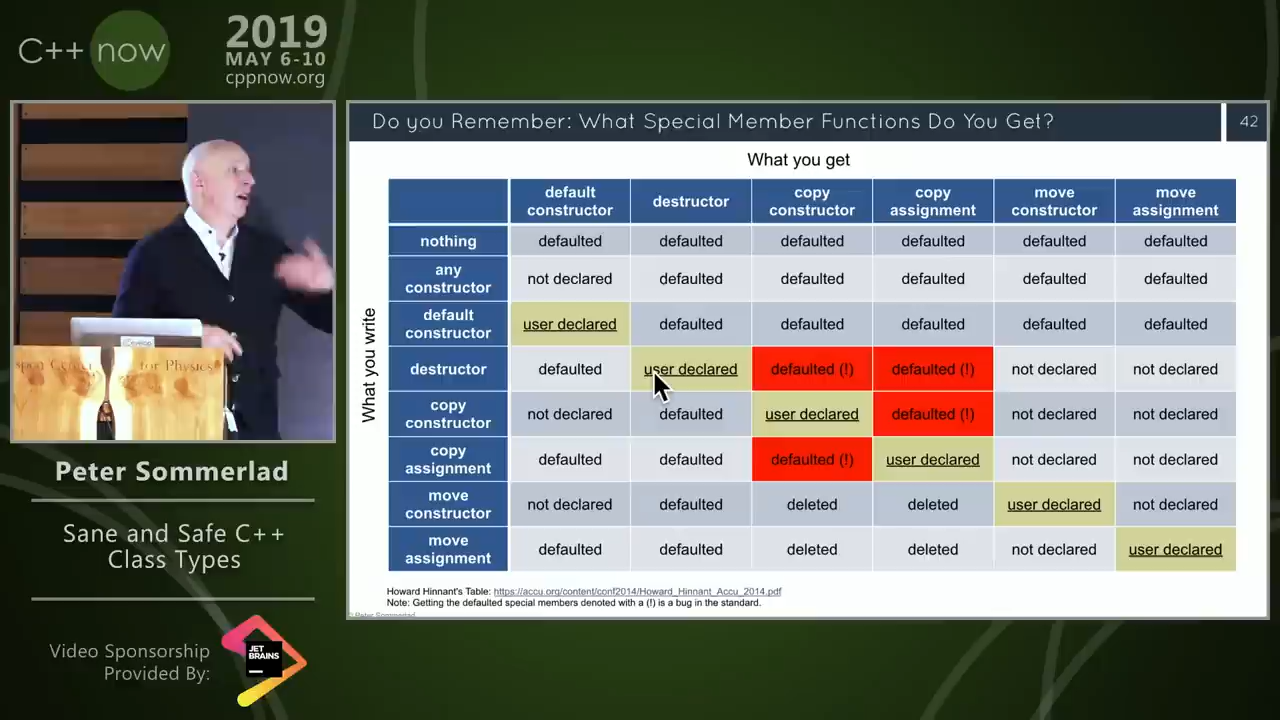 C++ now
2019
MAY 6-10
cppnow.org
Do you Remember: What Special Member Functions Do You Get?
42
What you get
What you write
default constructor destructor copy constructor copy assignment move constructor move assignment
nothing defaulted defaulted defaulted defaulted defaulted defaulted
any constructor not declared defaulted defaulted defaulted defaulted defaulted
default constructor user declared defaulted defaulted defaulted defaulted defaulted
destructor defaulted user declared defaulted (!) defaulted (!) not declared not declared
copy constructor not declared defaulted user declared defaulted (!) not declared not declared
copy assignment defaulted defaulted defaulted (!) user declared not declared not declared
move constructor not declared defaulted deleted deleted user declared not declared
move assignment defaulted defaulted deleted deleted not declared user declared
Howard Hinnant's Table: https://accu.org/content/conf2014/Howard_Hinnant_Accu_2014.pdf
Note: Getting the defaulted special members denoted with a (!) is a bug in the standard.
© Peter Sommerlad
for Physics
Peter Sommerlad
Sane and Safe C++
Class Types
Video Sponsorship
Provided By:
JET
BRAINS